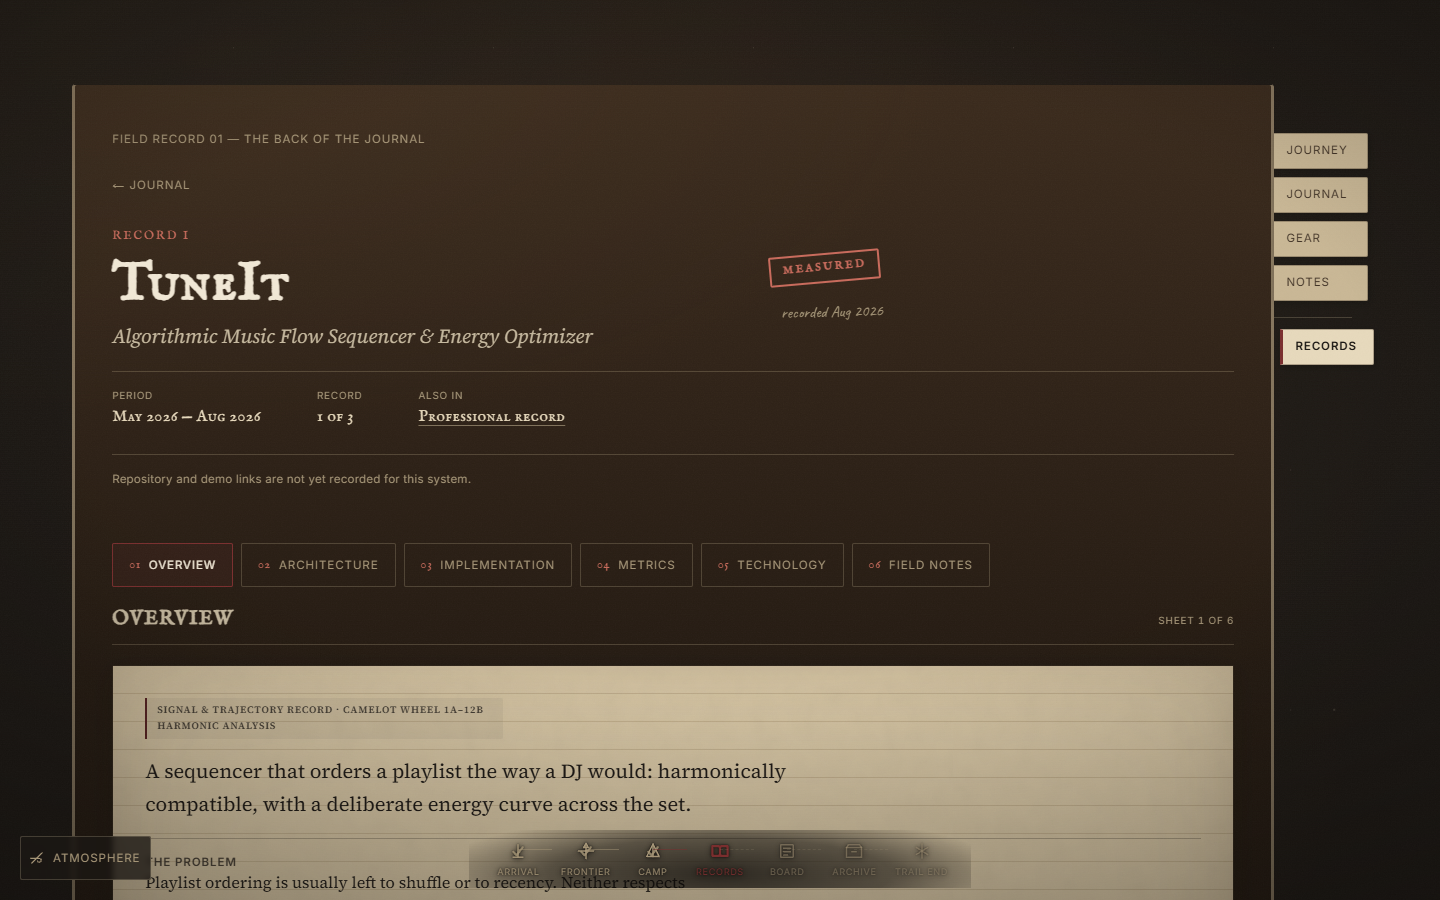 FIELD RECORD 01 — THE BACK OF THE JOURNAL
← JOURNAL
RECORD I
TuneIt
Algorithmic Music Flow Sequencer & Energy Optimizer
MEASURED
recorded Aug 2026
PERIOD
May 2026 — Aug 2026
RECORD
1 of 3
ALSO IN
Professional record
Repository and demo links are not yet recorded for this system.
01 OVERVIEW
02 ARCHITECTURE
03 IMPLEMENTATION
04 METRICS
05 TECHNOLOGY
06 FIELD NOTES
OVERVIEW
SHEET 1 OF 6
SIGNAL & TRAJECTORY RECORD · CAMELOT WHEEL 1A–12B
HARMONIC ANALYSIS
A sequencer that orders a playlist the way a DJ would: harmonically
compatible, with a deliberate energy curve across the set.
THE PROBLEM
Playlist ordering is usually left to shuffle or to recency. Neither respects
JOURNEY
JOURNAL
GEAR
NOTES
RECORDS
ATMOSPHERE
ARRIVAL
FRONTIER
CAMP
RECORDS
BOARD
ARCHIVE
TRAIL END